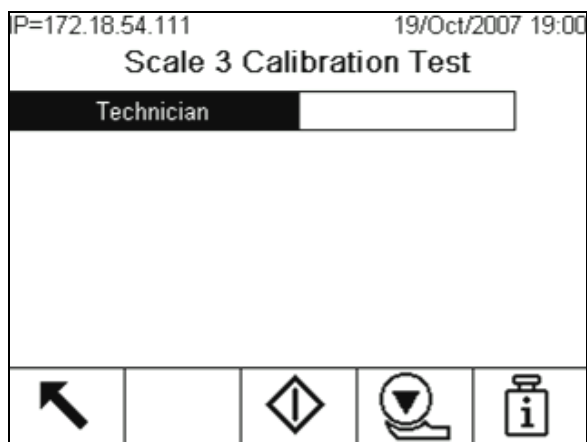 IP=172.18.54.111 19/Oct/2007 19:00
Scale 3 Calibration Test
Technician
i